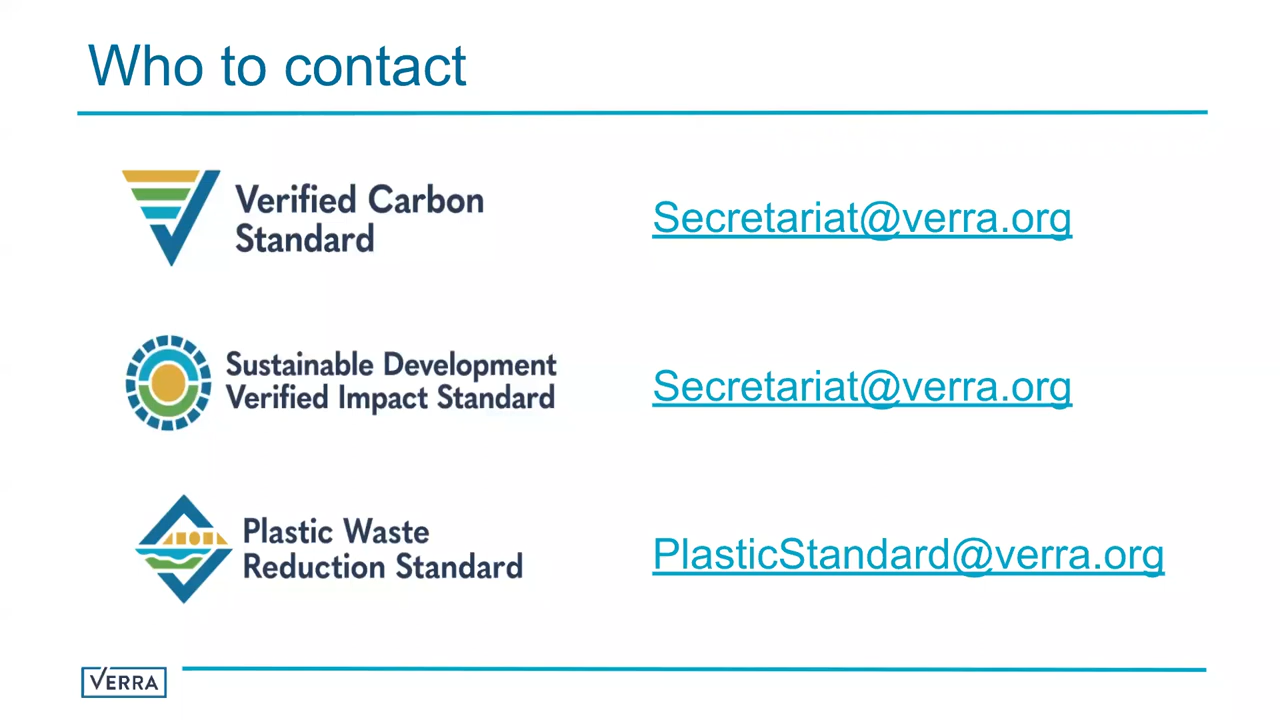 Who to contact
Verified Carbon
Standard
Secretariat@verra.org
Sustainable Development
Verified Impact Standard
Secretariat@verra.org
Plastic Waste
Reduction Standard
PlasticStandard@verra.org
VERRA